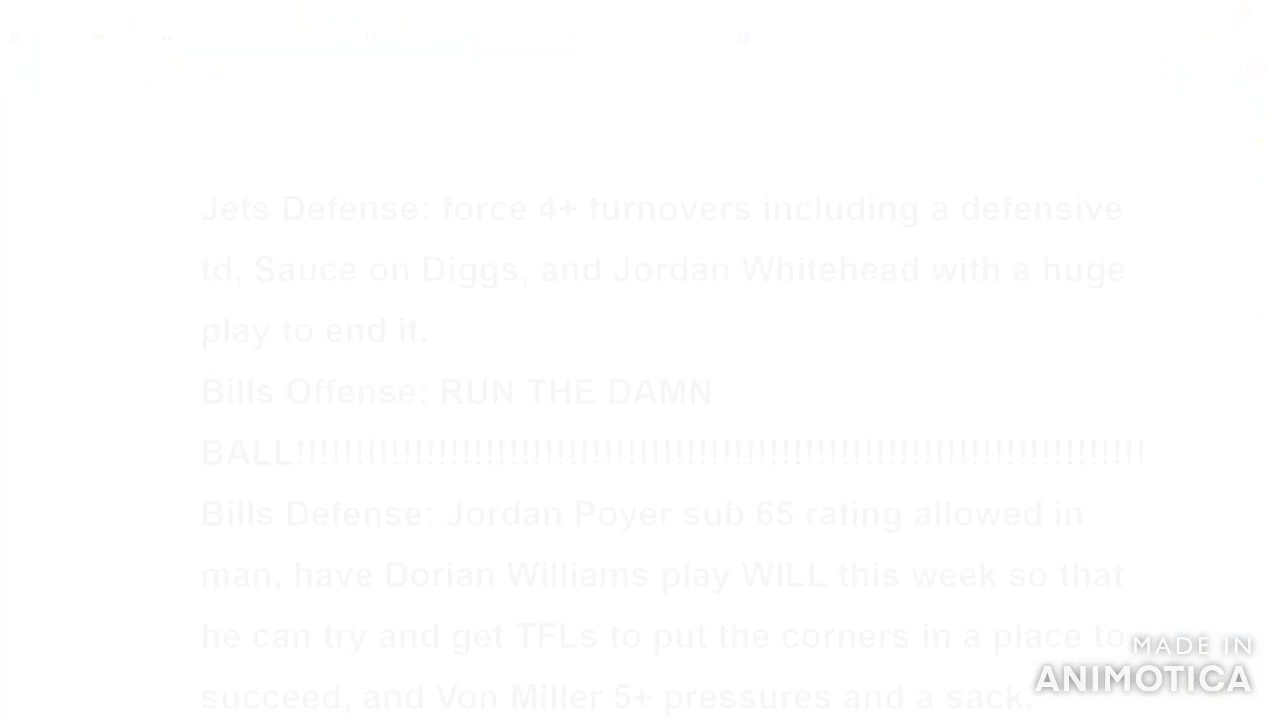 Jets Defense: force 4+ turnovers including a defensive
td, Sauce on Diggs, and Jordan Whitehead with a huge
play to end it.
Bills Offense: RUN THE DAMN
BALL!!!!!!!!!!!!!!!!!!!!!!!!!!!!!!!!!!!!!!!!!!!!!!!!!!!!!!!!!!!!!!!!!!!!!!!!
Bills Defense: Jordan Poyer sub 65 rating allowed in
man, have Dorian Williams play WILL this week so that
he can try and get TFLs to put the corners in a place to
succeed, and Von Miller 5+ pressures and a sack.
MADE IN
ANIMOTICA